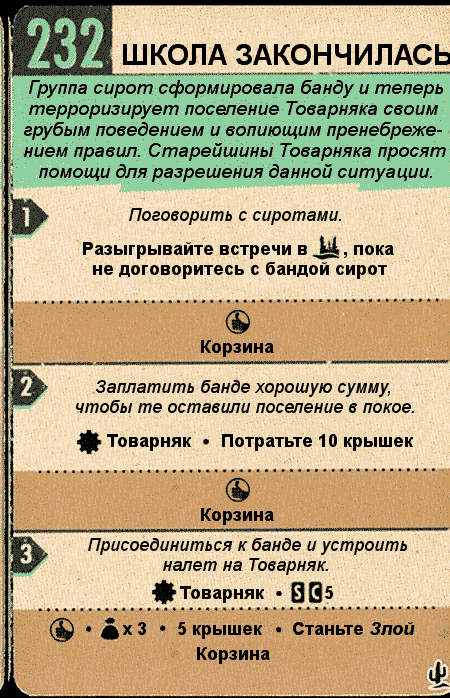 232 ШКОЛА ЗАКОНЧИЛАСЬ
Группа сирот сформировала банду и теперь
терроризирует поселение Товарняка своим
грубым поведением и вопиющим пренебреже-
нием правил. Старейшины Товарняка просят
помощи для разрешения данной ситуации.
1 Поговорить с сиротами.
Разыгрывайте встречи в , пока
не договоритесь с бандой сирот
Корзина
2 Заплатить банде хорошую сумму,
чтобы те оставили поселение в покое.
Товарняк • Потратьте 10 крышек
Корзина
3 Присоединиться к банде и устроить
налет на Товарняк.
Товарняк • S C 5
• x 3 • 5 крышек • Станьте Злой
Корзина